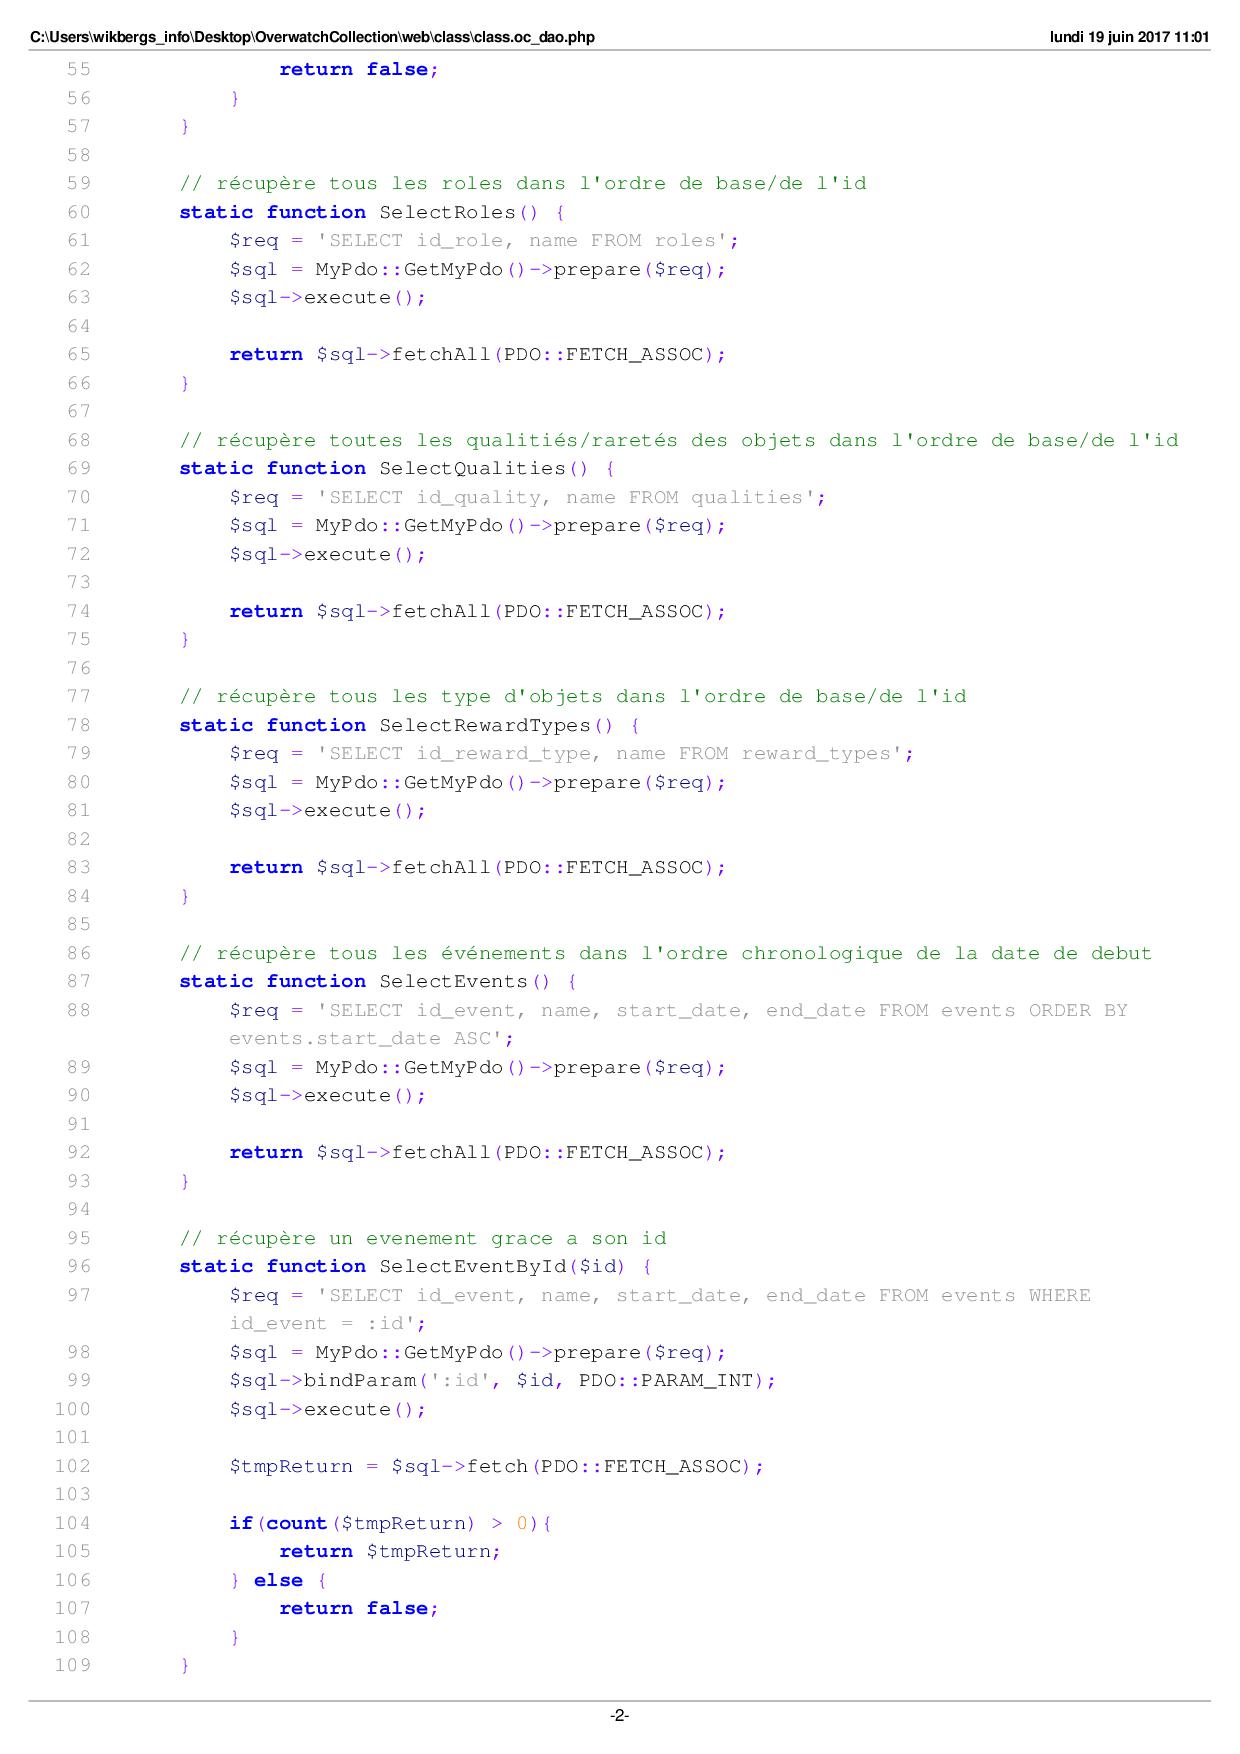 C:\Users\wikbergs_info\Desktop\OverwatchCollection\web\class\class.oc_dao.php lundi 19 juin 2017 11:01
55 return false;
56 }
57 }
58
59 // récupère tous les roles dans l'ordre de base/de l'id
60 static function SelectRoles() {
61 $req = 'SELECT id_role, name FROM roles';
62 $sql = MyPdo::GetMyPdo()->prepare($req);
63 $sql->execute();
64
65 return $sql->fetchAll(PDO::FETCH_ASSOC);
66 }
67
68 // récupère toutes les qualitiés/raretés des objets dans l'ordre de base/de l'id
69 static function SelectQualities() {
70 $req = 'SELECT id_quality, name FROM qualities';
71 $sql = MyPdo::GetMyPdo()->prepare($req);
72 $sql->execute();
73
74 return $sql->fetchAll(PDO::FETCH_ASSOC);
75 }
76
77 // récupère tous les type d'objets dans l'ordre de base/de l'id
78 static function SelectRewardTypes() {
79 $req = 'SELECT id_reward_type, name FROM reward_types';
80 $sql = MyPdo::GetMyPdo()->prepare($req);
81 $sql->execute();
82
83 return $sql->fetchAll(PDO::FETCH_ASSOC);
84 }
85
86 // récupère tous les événements dans l'ordre chronologique de la date de debut
87 static function SelectEvents() {
88 $req = 'SELECT id_event, name, start_date, end_date FROM events ORDER BY
events.start_date ASC';
89 $sql = MyPdo::GetMyPdo()->prepare($req);
90 $sql->execute();
91
92 return $sql->fetchAll(PDO::FETCH_ASSOC);
93 }
94
95 // récupère un evenement grace a son id
96 static function SelectEventById($id) {
97 $req = 'SELECT id_event, name, start_date, end_date FROM events WHERE
id_event = :id';
98 $sql = MyPdo::GetMyPdo()->prepare($req);
99 $sql->bindParam(':id', $id, PDO::PARAM_INT);
100 $sql->execute();
101
102 $tmpReturn = $sql->fetch(PDO::FETCH_ASSOC);
103
104 if(count($tmpReturn) > 0){
105 return $tmpReturn;
106 } else {
107 return false;
108 }
109 }
-2-